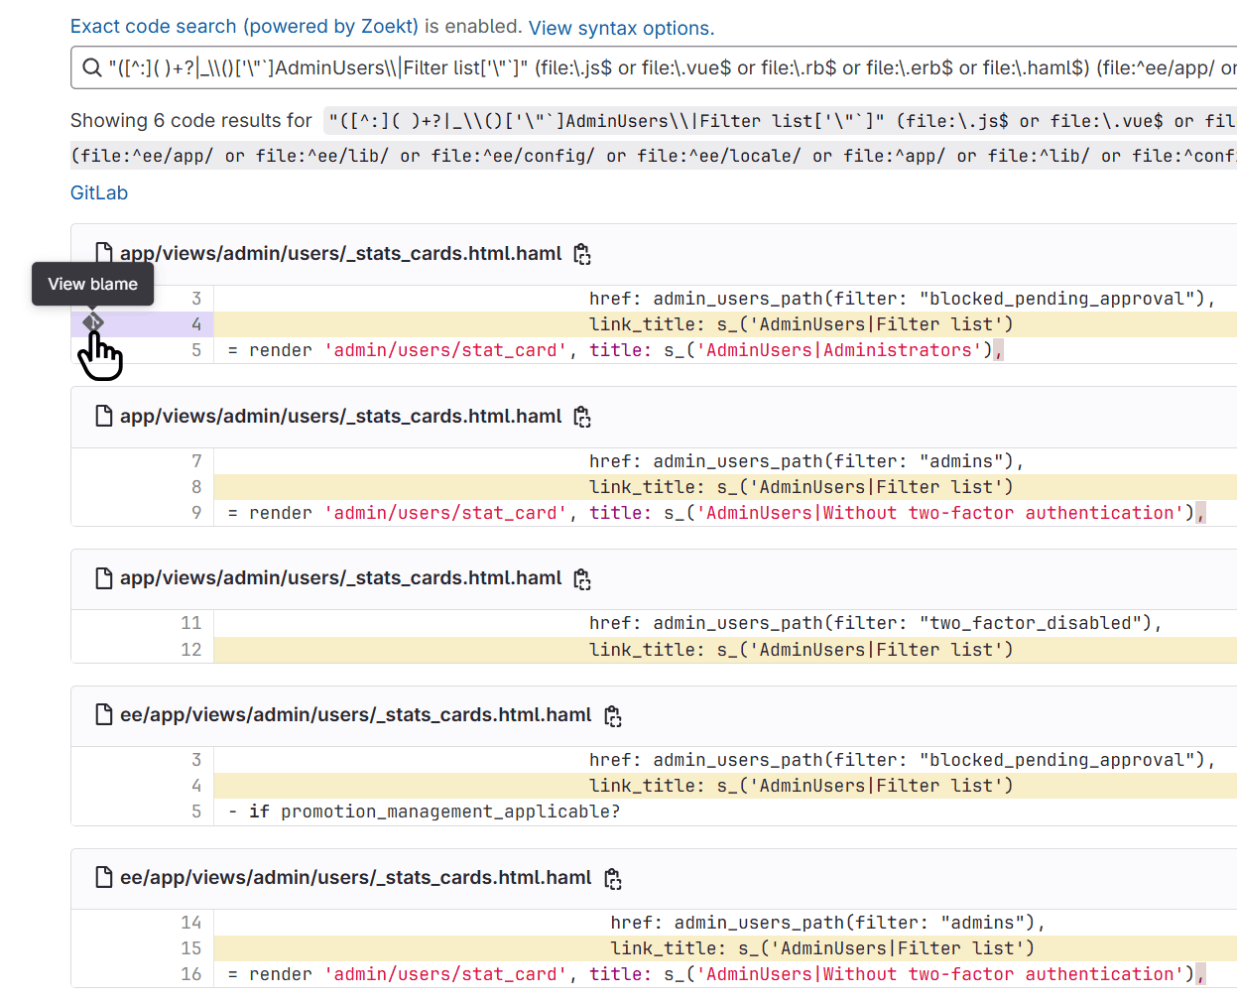 Exact code search (powered by Zoekt) is enabled. View syntax options.
"([^:]( )+?|_\\()['\"`]AdminUsers\\|Filter list['\"`]" (file:\.js$ or file:\.vue$ or file:\.rb$ or file:\.erb$ or file:\.haml$) (file:^ee/app/ or
Showing 6 code results for "([^:]( )+?|_\\()['\"`]AdminUsers\\|Filter list['\"`]" (file:\.js$ or file:\.vue$ or fil
(file:^ee/app/ or file:^ee/lib/ or file:^ee/config/ or file:^ee/locale/ or file:^app/ or file:^lib/ or file:^conf
GitLab
app/views/admin/users/_stats_cards.html.haml
View blame
3 href: admin_users_path(filter: "blocked_pending_approval"),
4 link_title: s_('AdminUsers|Filter list')
5 = render 'admin/users/stat_card', title: s_('AdminUsers|Administrators'),
app/views/admin/users/_stats_cards.html.haml
7 href: admin_users_path(filter: "admins"),
8 link_title: s_('AdminUsers|Filter list')
9 = render 'admin/users/stat_card', title: s_('AdminUsers|Without two-factor authentication'),
app/views/admin/users/_stats_cards.html.haml
11 href: admin_users_path(filter: "two_factor_disabled"),
12 link_title: s_('AdminUsers|Filter list')
ee/app/views/admin/users/_stats_cards.html.haml
3 href: admin_users_path(filter: "blocked_pending_approval"),
4 link_title: s_('AdminUsers|Filter list')
5 - if promotion_management_applicable?
ee/app/views/admin/users/_stats_cards.html.haml
14 href: admin_users_path(filter: "admins"),
15 link_title: s_('AdminUsers|Filter list')
16 = render 'admin/users/stat_card', title: s_('AdminUsers|Without two-factor authentication'),